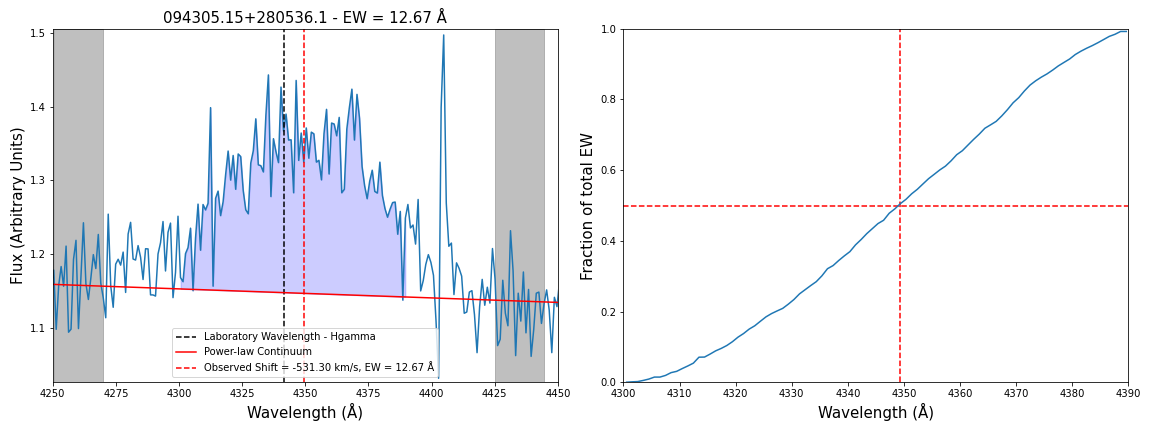 094305.15+280536.1 - EW = 12.67 Å
Flux (Arbitrary Units)
1.5
1.4
1.3
1.2
1.1
Laboratory Wavelength - Hgamma
Power-law Continuum
Observed Shift = -531.30 km/s, EW = 12.67 Å
4250 4275 4300 4325 4350 4375 4400 4425 4450
Wavelength (Å)
Fraction of total EW
1.0
0.8
0.6
0.4
0.2
0.0
4300 4310 4320 4330 4340 4350 4360 4370 4380 4390
Wavelength (Å)